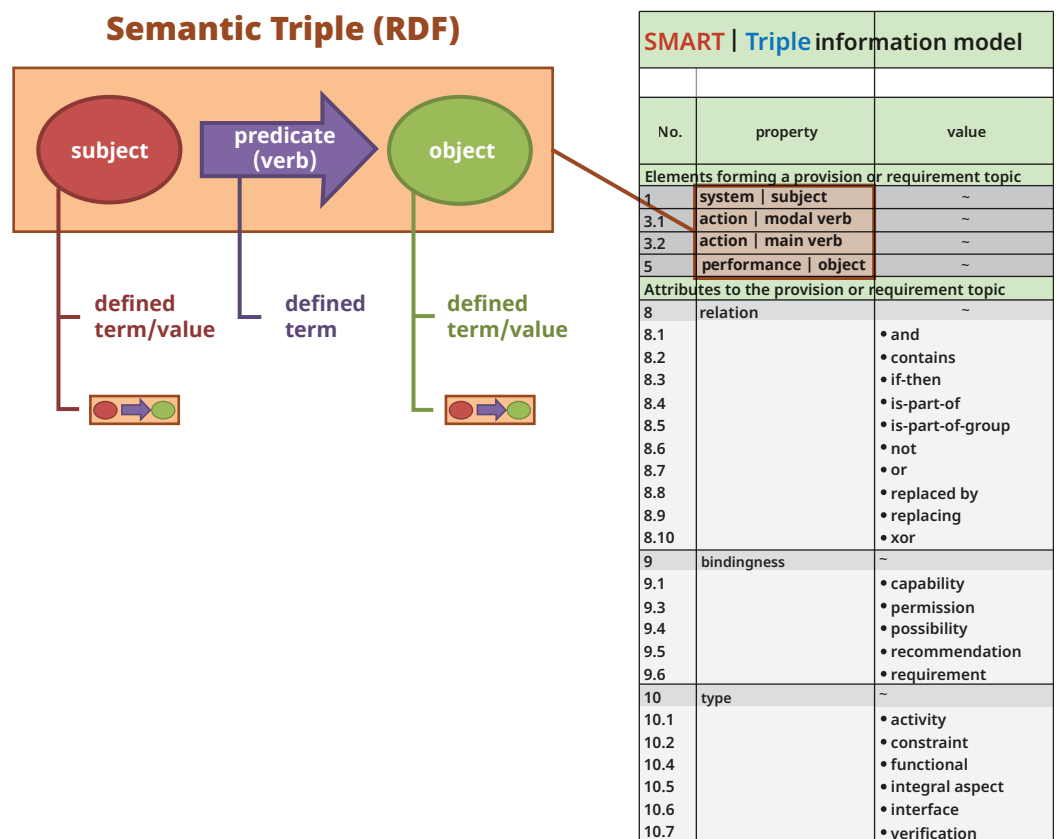 Semantic Triple (RDF)
subject
predicate
(verb)
object
defined
term/value
defined
term
defined
term/value
SMART | Triple information model
No. property value
Elements forming a provision or requirement topic
1 system | subject ~
3.1 action | modal verb ~
3.2 action | main verb ~
5 performance | object ~
Attributes to the provision or requirement topic
8 relation ~
8.1 • and
8.2 • contains
8.3 • if-then
8.4 • is-part-of
8.5 • is-part-of-group
8.6 • not
8.7 • or
8.8 • replaced by
8.9 • replacing
8.10 • xor
9 bindingness ~
9.1 • capability
9.3 • permission
9.4 • possibility
9.5 • recommendation
9.6 • requirement
10 type ~
10.1 • activity
10.2 • constraint
10.4 • functional
10.5 • integral aspect
10.6 • interface
10.7 • verification